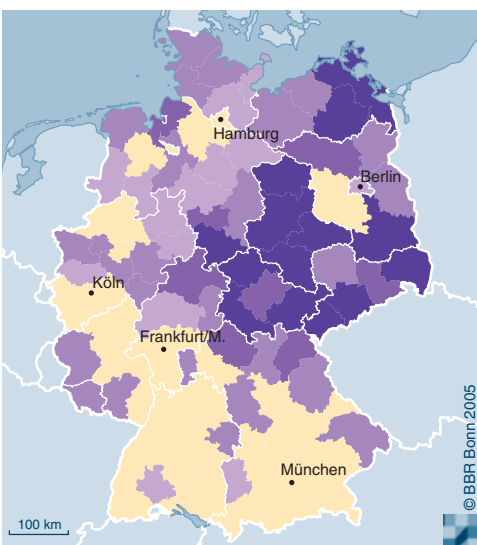 Hamburg
Berlin
Köln
Frankfurt/M.
München
100 km
© BBR Bonn 2005